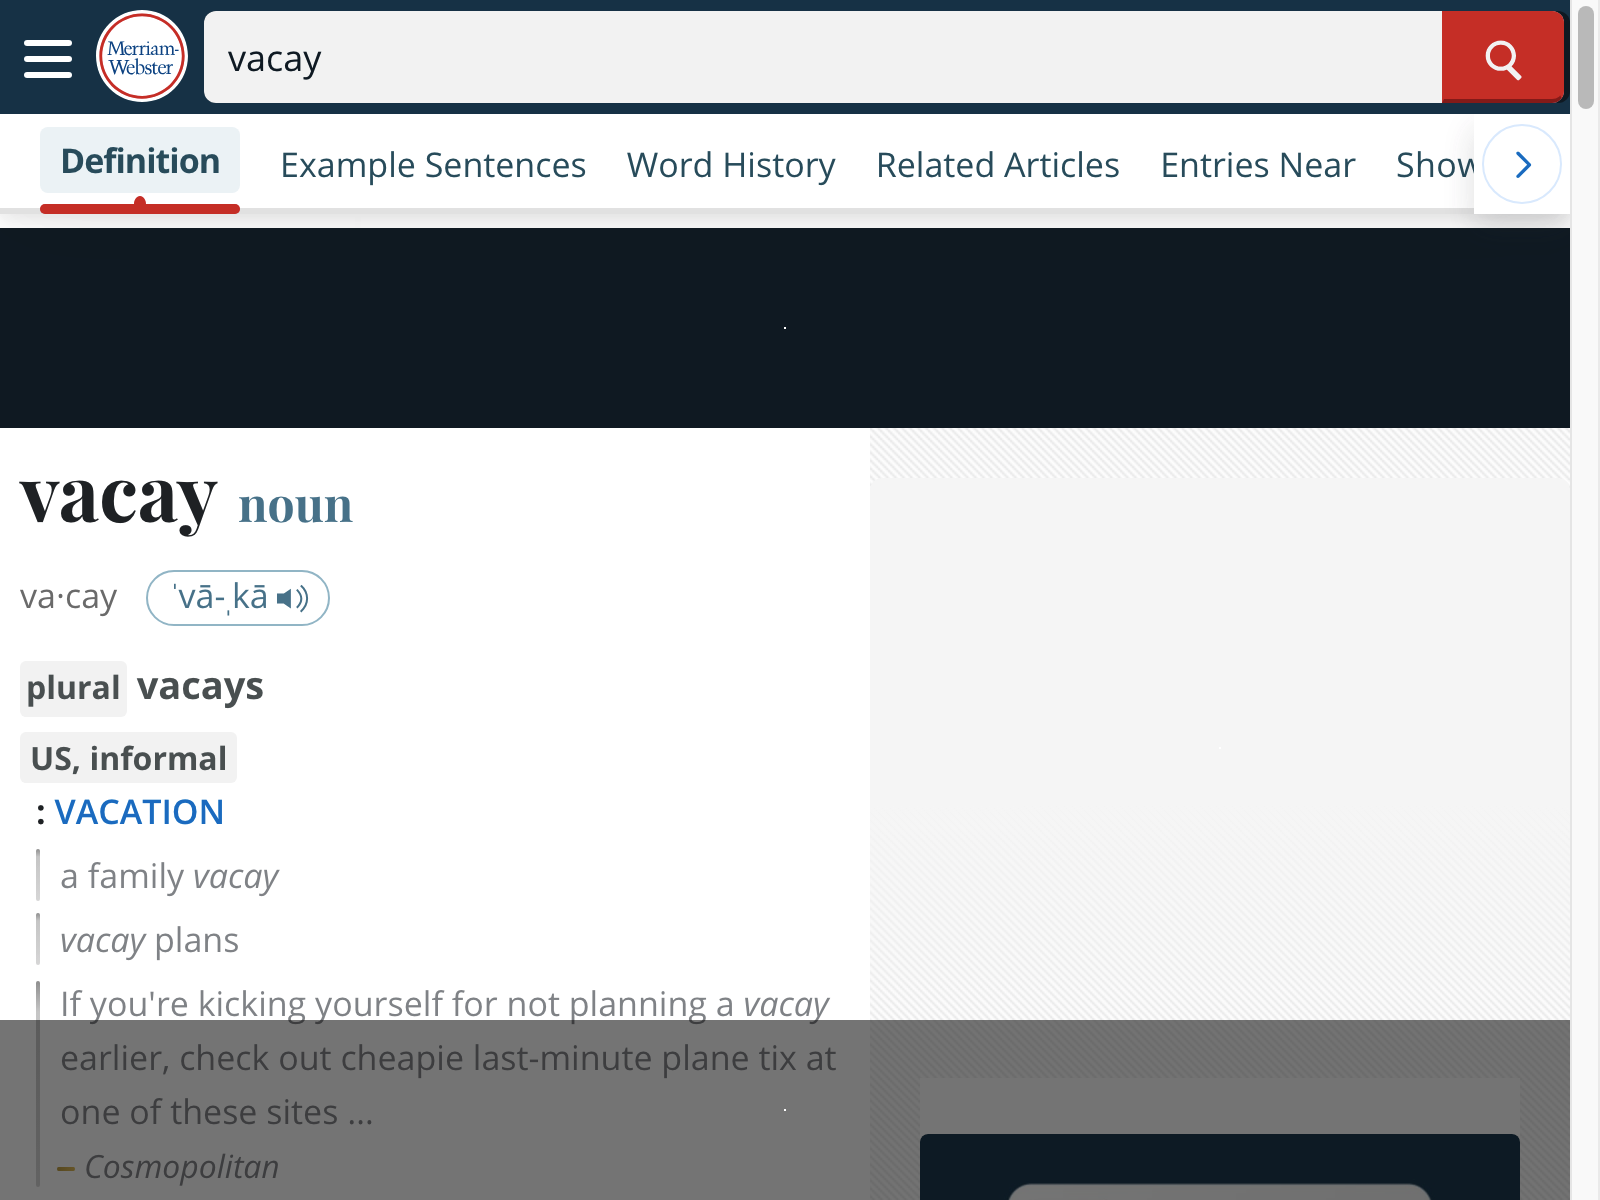 Merriam-
Webster
vacay
Definition
Example Sentences
Word History
Related Articles
Entries Near
Show
vacay noun
va·cay
ˈvā-ˌkā
plural vacays
US, informal
: VACATION
a family vacay
vacay plans
If you're kicking yourself for not planning a vacay
earlier, check out cheapie last-minute plane tix at
one of these sites ...
— Cosmopolitan